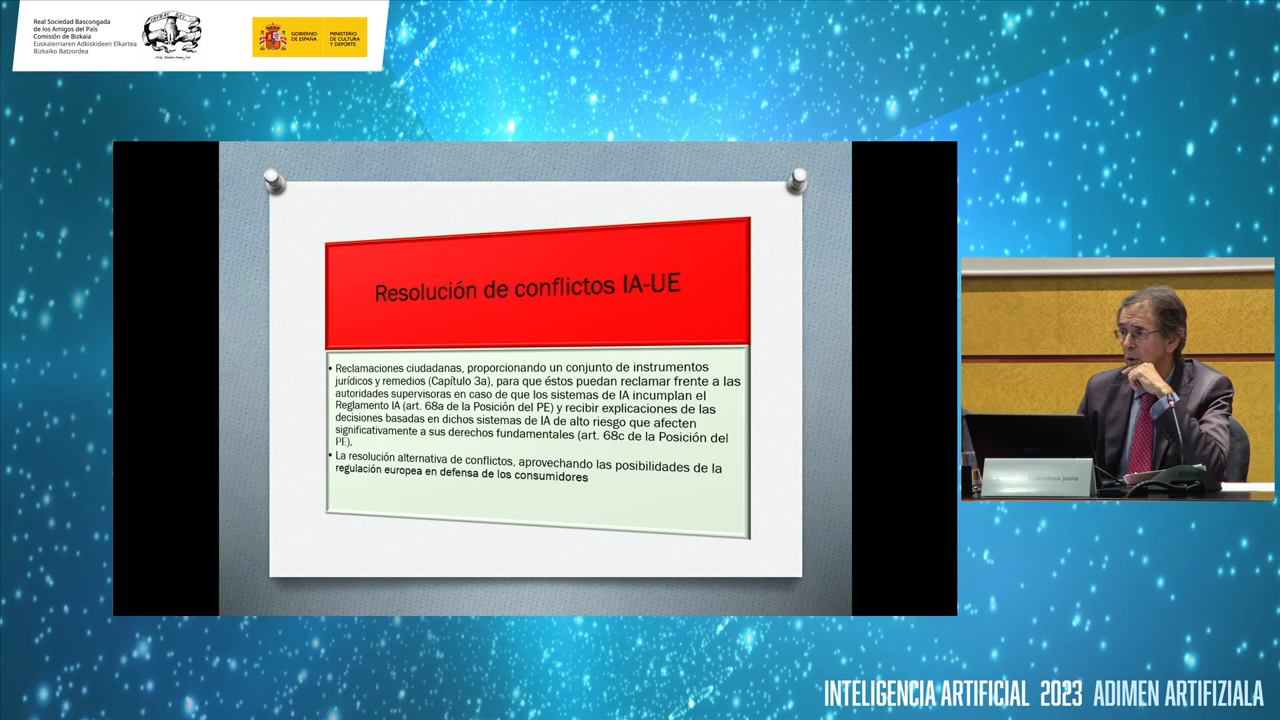 Real Sociedad Bascongada
de los Amigos del País
Comisión de Bizkaia
Euskalerriaren Adkiskideen Elkartea
Bizkaiko Batzordea
GOBIERNO
DE ESPAÑA
MINISTERIO
DE CULTURA
Y DEPORTE
Resolución de conflictos IA-UE
• Reclamaciones ciudadanas, proporcionando un conjunto de instrumentos
jurídicos y remedios (Capítulo 3a), para que éstos puedan reclamar frente a las
autoridades supervisoras en caso de que los sistemas de IA incumplan el
Reglamento IA (art. 68a de la Posición del PE) y recibir explicaciones de las
decisiones basadas en dichos sistemas de IA de alto riesgo que afecten
significativamente a sus derechos fundamentales (art. 68c de la Posición del
PE).
• La resolución alternativa de conflictos, aprovechando las posibilidades de la
regulación europea en defensa de los consumidores
jauna
INTELIGENCIA ARTIFICIAL 2023 ADIMEN ARTIFIZIALA